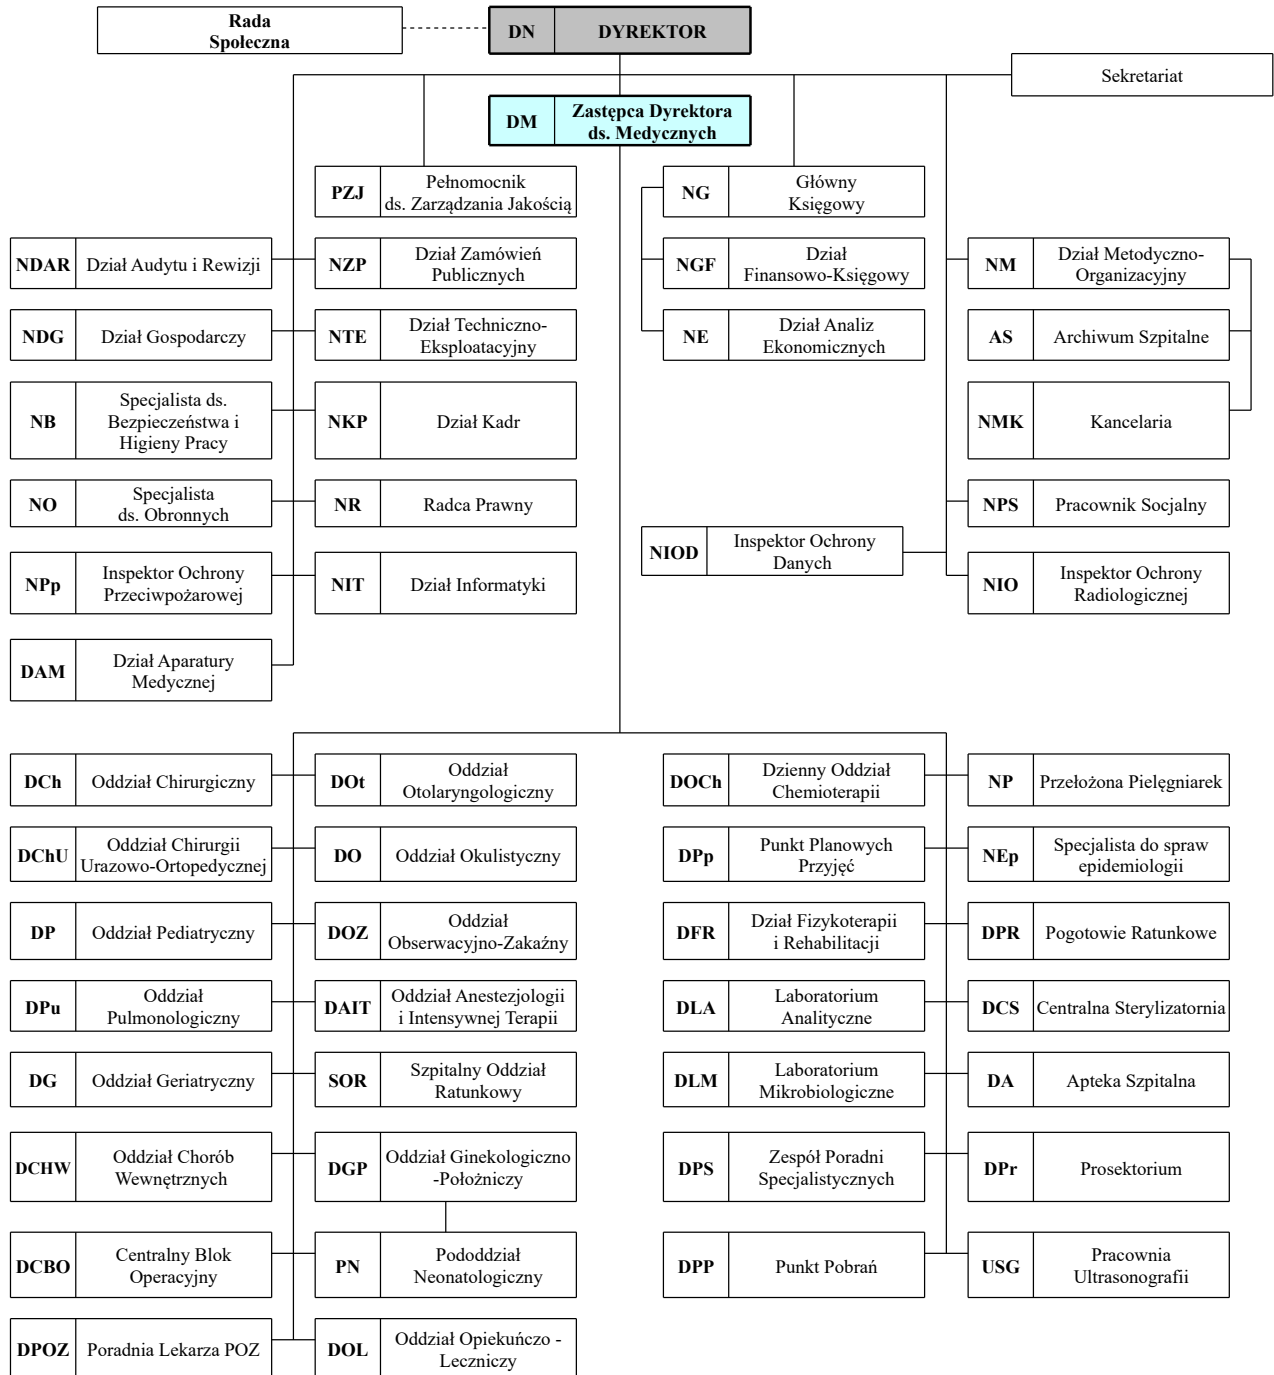 Rada
Społeczna
DN
DYREKTOR
Sekretariat
DM
Zastępca Dyrektora
ds. Medycznych
PZJ
Pełnomocnik
ds. Zarządzania Jakością
NG
Główny
Księgowy
NDAR
Dział Audytu i Rewizji
NZP
Dział Zamówień
Publicznych
NGF
Dział
Finansowo-Księgowy
NM
Dział Metodyczno-
Organizacyjny
NDG
Dział Gospodarczy
NTE
Dział Techniczno-
Eksploatacyjny
NE
Dział Analiz
Ekonomicznych
AS
Archiwum Szpitalne
NB
Specjalista ds.
Bezpieczeństwa i
Higieny Pracy
NKP
Dział Kadr
NMK
Kancelaria
NO
Specjalista
ds. Obronnych
NR
Radca Prawny
NPS
Pracownik Socjalny
NIOD
Inspektor Ochrony
Danych
NPp
Inspektor Ochrony
Przeciwpożarowej
NIT
Dział Informatyki
NIO
Inspektor Ochrony
Radiologicznej
DAM
Dział Aparatury
Medycznej
DCh
Oddział Chirurgiczny
DOt
Oddział
Otolaryngologiczny
DOCh
Dzienny Oddział
Chemioterapii
NP
Przełożona Pielęgniarek
DChU
Oddział Chirurgii
Urazowo-Ortopedycznej
DO
Oddział Okulistyczny
DPp
Punkt Planowych
Przyjęć
NEp
Specjalista do spraw
epidemiologii
DP
Oddział Pediatryczny
DOZ
Oddział
Obserwacyjno-Zakaźny
DFR
Dział Fizykoterapii
i Rehabilitacji
DPR
Pogotowie Ratunkowe
DPu
Oddział
Pulmonologiczny
DAIT
Oddział Anestezjologii
i Intensywnej Terapii
DLA
Laboratorium
Analityczne
DCS
Centralna Sterylizatornia
DG
Oddział Geriatryczny
SOR
Szpitalny Oddział
Ratunkowy
DLM
Laboratorium
Mikrobiologiczne
DA
Apteka Szpitalna
DCHW
Oddział Chorób
Wewnętrznych
DGP
Oddział Ginekologiczno
-Położniczy
DPS
Zespół Poradni
Specjalistycznych
DPr
Prosektorium
DCBO
Centralny Blok
Operacyjny
PN
Pododdział
Neonatologiczny
DPP
Punkt Pobrań
USG
Pracownia
Ultrasonografii
DPOZ
Poradnia Lekarza POZ
DOL
Oddział Opiekuńczo -
Leczniczy